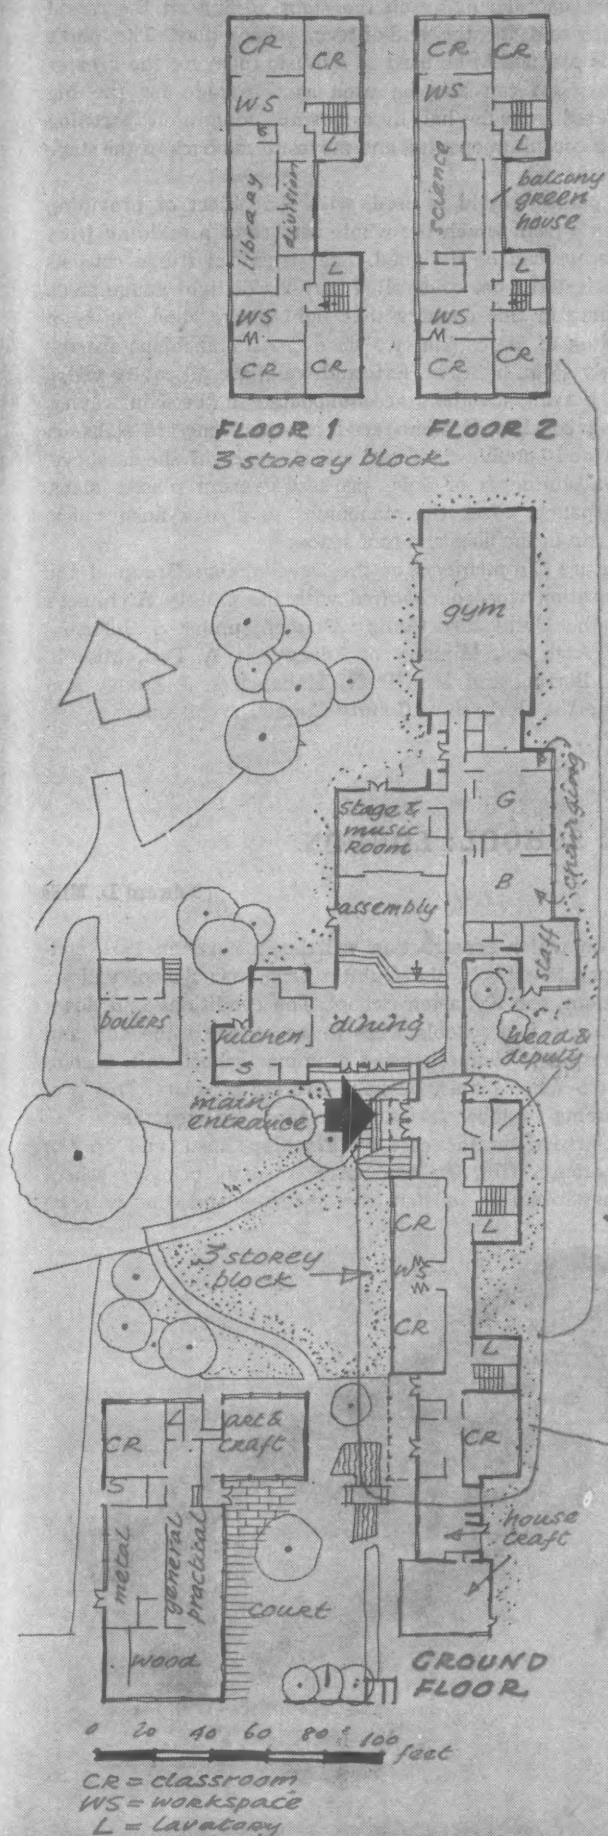 CR CR
WS
L
library
division
L
WS
CR CR
FLOOR 1
3 storey block
CR CR
WS
L
science
balcony
green
house
L
WS
CR CR
FLOOR 2
gym
stage &
music
Room
G
changing
B
assembly
staff
boilers
kitchen
dining
head &
deputy
S
main
entrance
CR
L
3 storey
block
WS
CR
L
CR
L
art &
craft
CR
S
house
craft
metal
general
practical
court
wood
GROUND
FLOOR
0 20 40 60 80 100
feet
CR = classroom
WS = workspace
L = lavatory